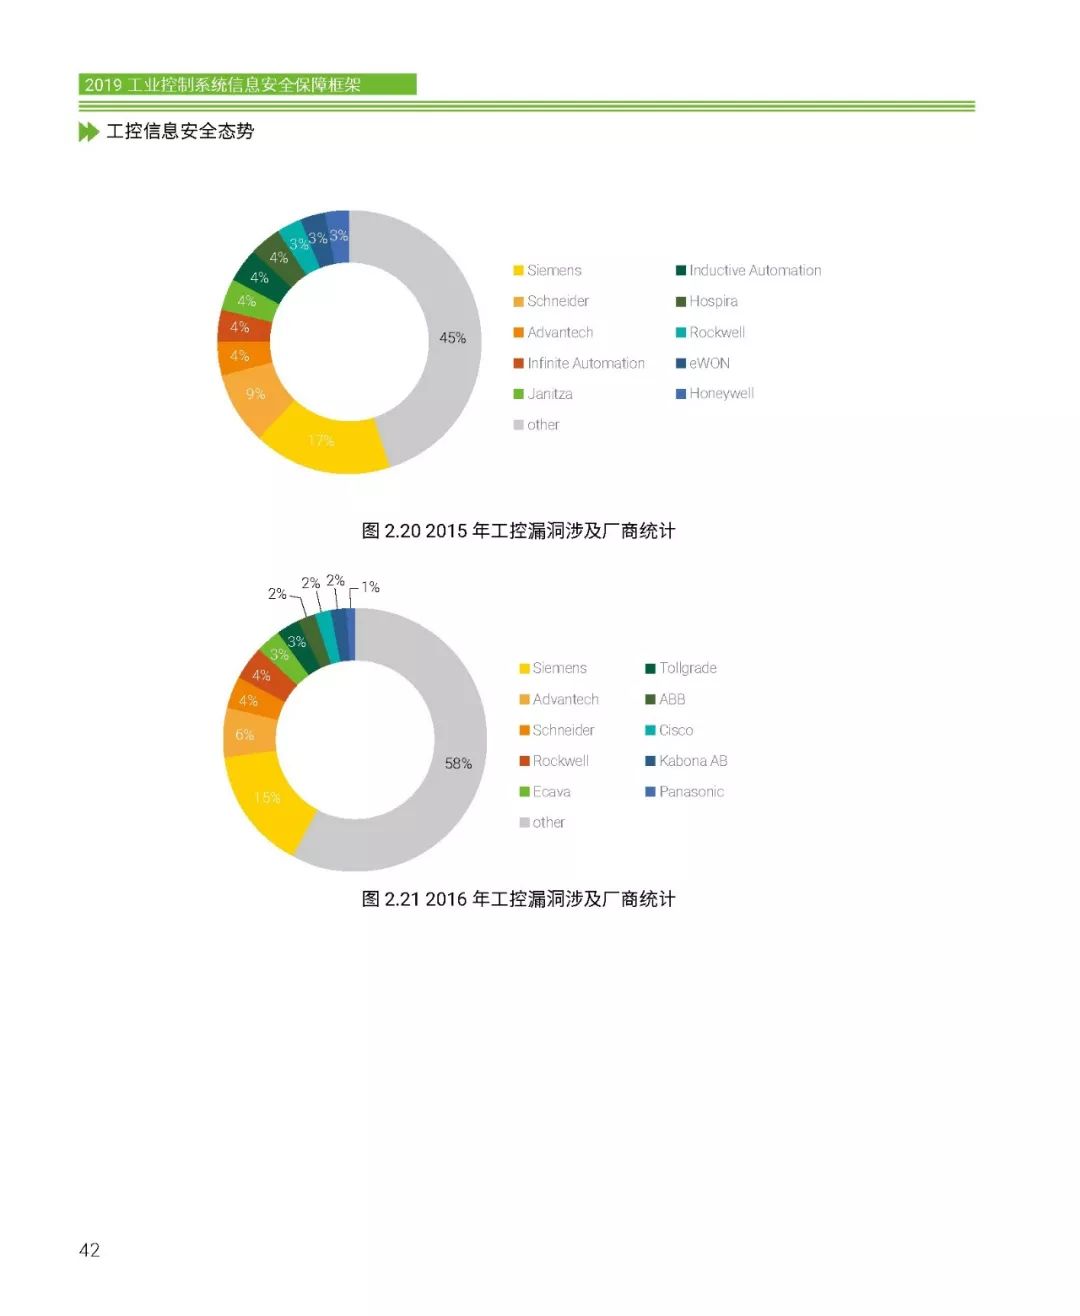 2019 工业控制系统信息安全保障框架
工控信息安全态势
3%
3%
3%
4%
4%
4%
4%
4%
9%
17%
45%
Siemens
Inductive Automation
Schneider
Hospira
Advantech
Rockwell
Infinite Automation
eWON
Janitza
Honeywell
other
图 2.20 2015 年工控漏洞涉及厂商统计
2%
2%
2%
1%
3%
3%
4%
4%
6%
15%
58%
Siemens
Tollgrade
Advantech
ABB
Schneider
Cisco
Rockwell
Kabona AB
Ecava
Panasonic
other
图 2.21 2016 年工控漏洞涉及厂商统计
42